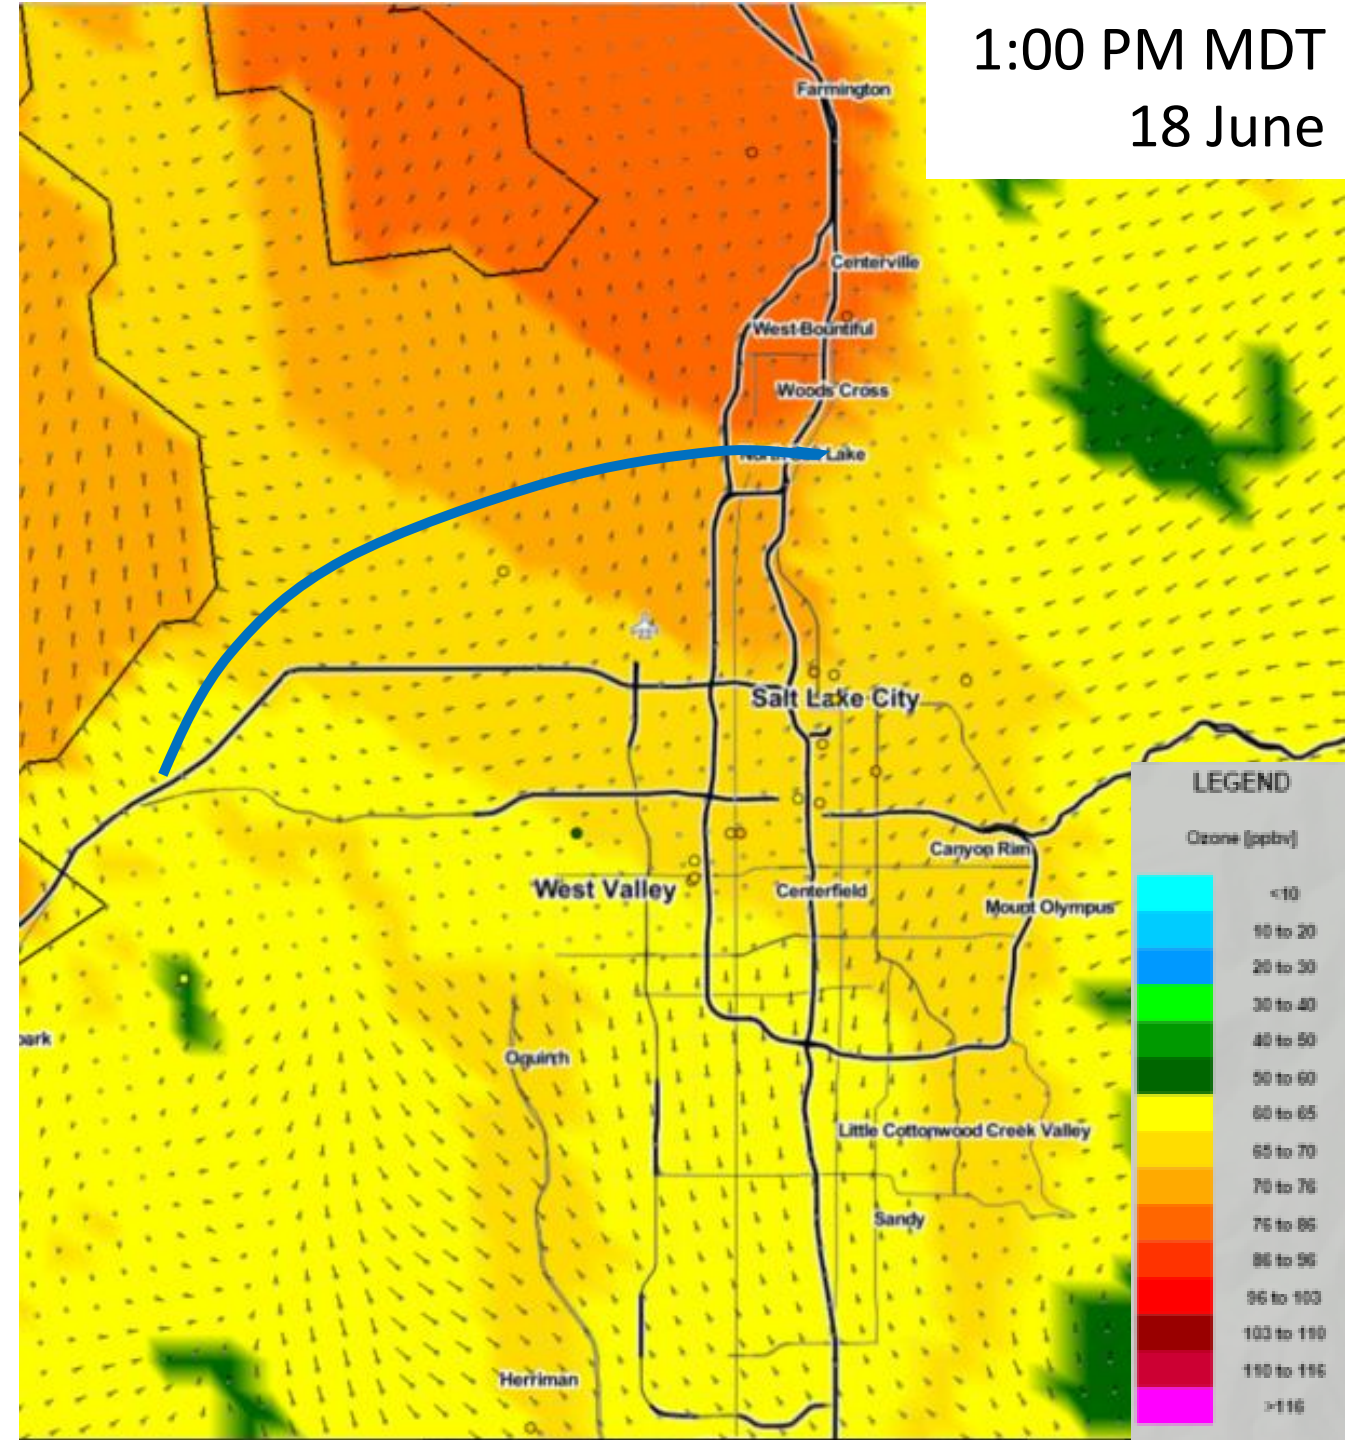 1:00 PM MDT
18 June
Farmington
Centerville
West Bountiful
Woods Cross
North Salt Lake
Salt Lake City
Canyon Rim
West Valley
Centerfield
Mount Olympus
park
Oquirrh
Little Cottonwood Creek Valley
Sandy
Herriman
LEGEND
Ozone [ppbv]
<10
10 to 20
20 to 30
30 to 40
40 to 50
50 to 60
60 to 65
65 to 70
70 to 76
76 to 86
86 to 96
96 to 103
103 to 110
110 to 116
>116